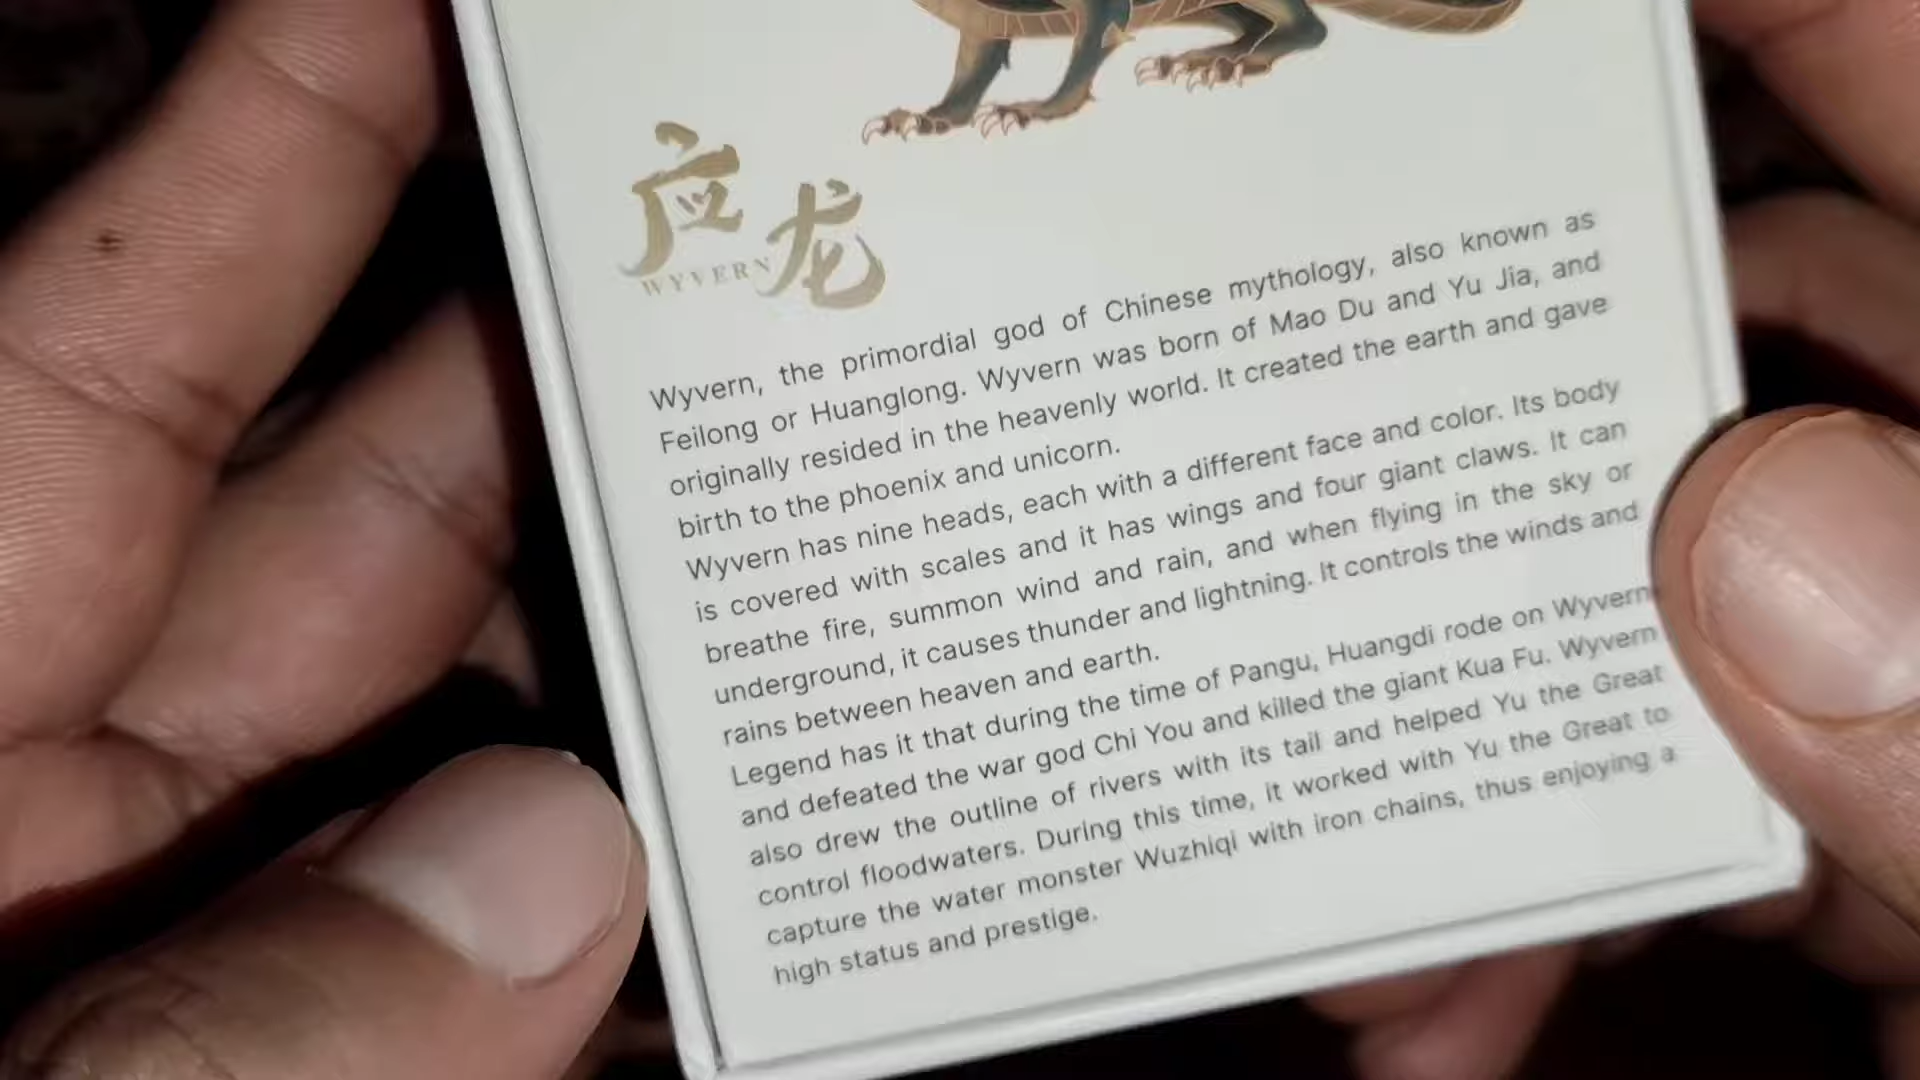 应龙
WYVERN
Wyvern, the primordial god of Chinese mythology, also known as
Feilong or Huanglong. Wyvern was born of Mao Du and Yu Jia, and
originally resided in the heavenly world. It created the earth and gave
birth to the phoenix and unicorn.
Wyvern has nine heads, each with a different face and color. Its body
is covered with scales and it has wings and four giant claws. It can
breathe fire, summon wind and rain, and when flying in the sky or
underground, it causes thunder and lightning. It controls the winds and
rains between heaven and earth.
Legend has it that during the time of Pangu, Huangdi rode on Wyvern
and defeated the war god Chi You and killed the giant Kua Fu. Wyvern
also drew the outline of rivers with its tail and helped Yu the Great
control floodwaters. During this time, it worked with Yu the Great to
capture the water monster Wuzhiqi with iron chains, thus enjoying a
high status and prestige.